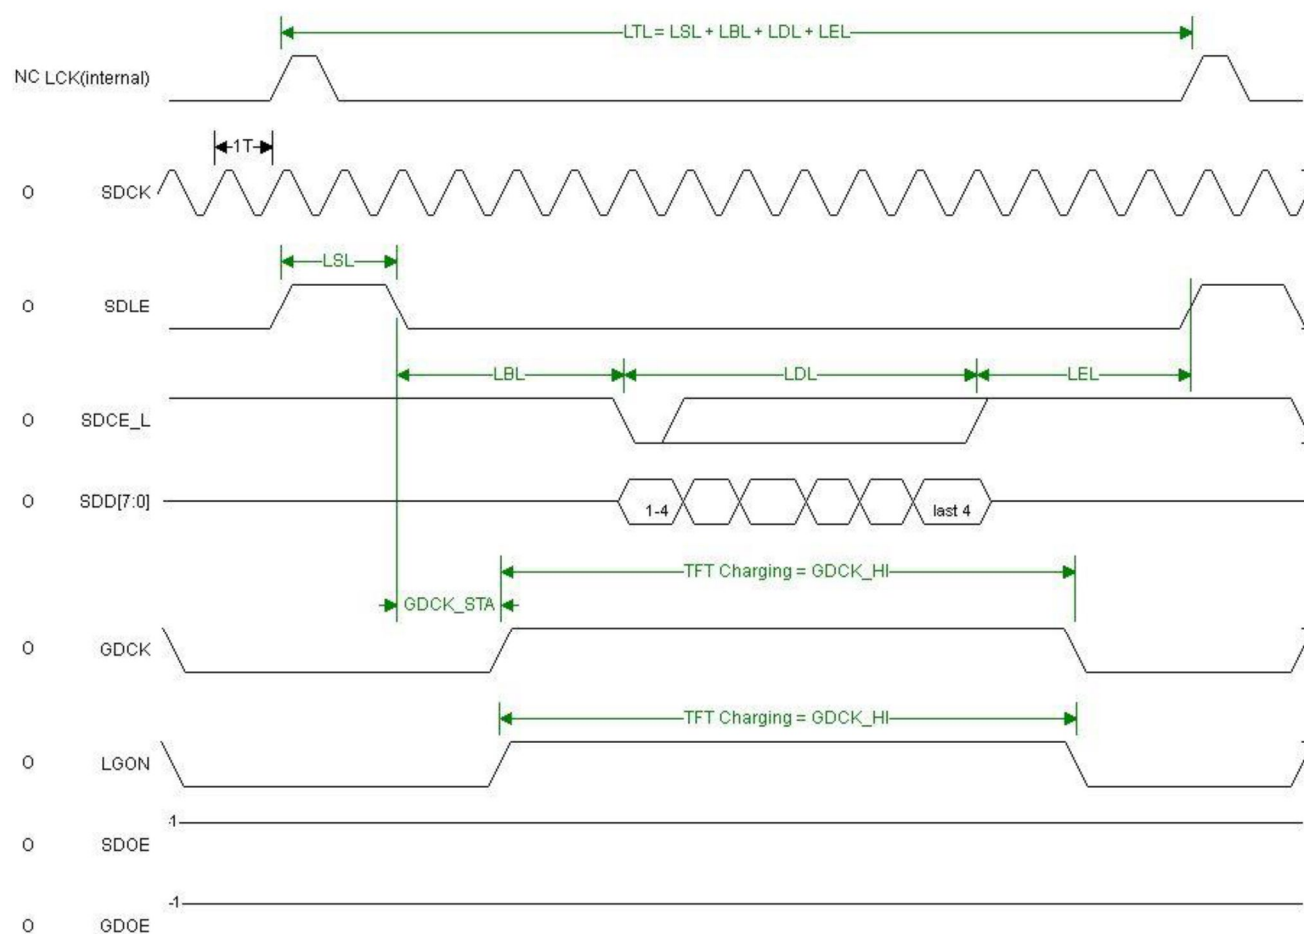 LTL = LSL + LBL + LDL + LEL
NC LCK(internal)
1T
O SDCK
LSL
O SDLE
LBL LDL LEL
O SDCE_L
O SDD[7:0] 1-4 last 4
TFT Charging = GDCK_HI
GDCK_STA
O GDCK
TFT Charging = GDCK_HI
O LGON
1
O SDOE
1
O GDOE